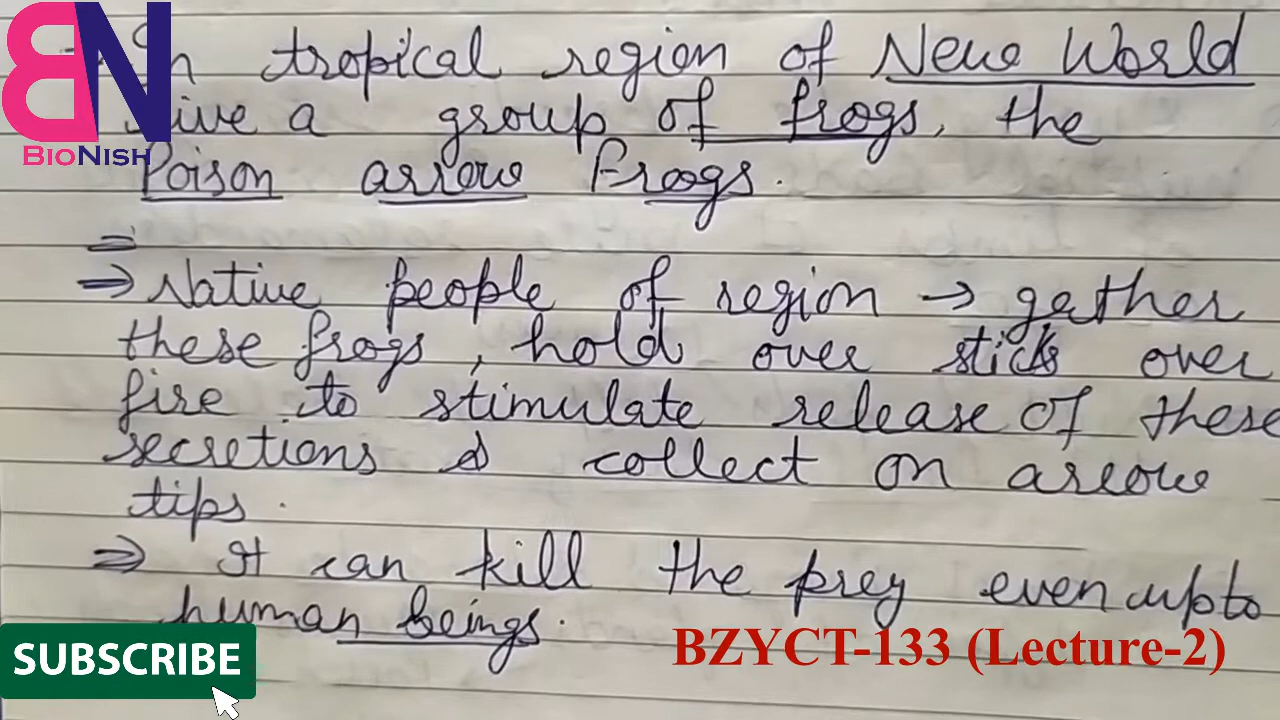 BN
BIONISH
In tropical region of New World
live a group of frogs, the
Poison arrow Frogs.
⇒
⇒ Native people of region → gather
these frogs, hold over sticks over
fire to stimulate release of these
secretions & collect on arrow
tips.
⇒ It can kill the prey even upto
human beings.
SUBSCRIBE
BZYCT-133 (Lecture-2)